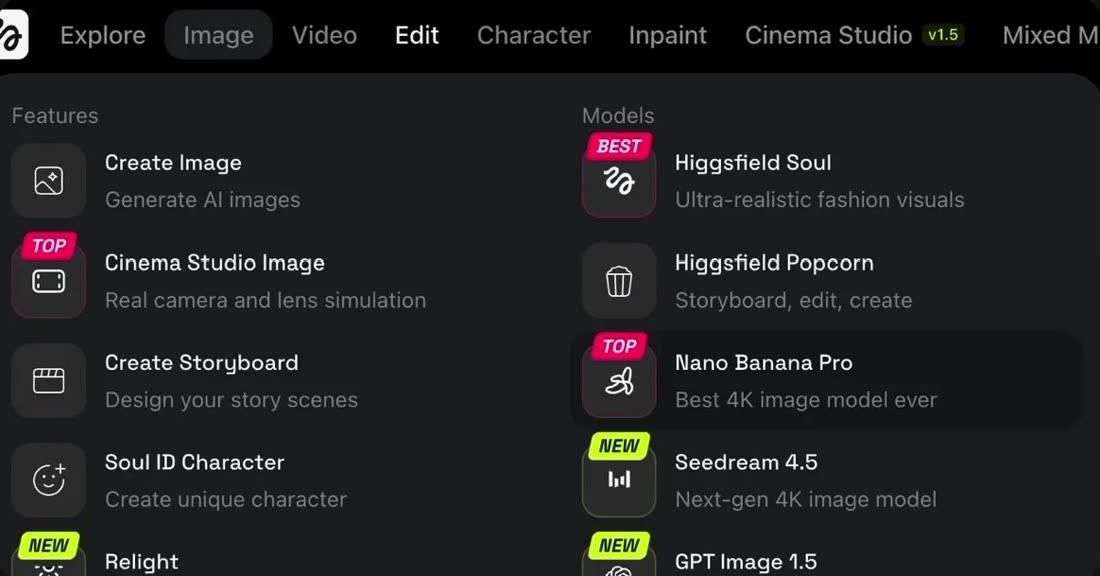 Explore Image Video Edit Character Inpaint Cinema Studio v1.5 Mixed M
Features
Create Image
Generate AI images
TOP
Cinema Studio Image
Real camera and lens simulation
Create Storyboard
Design your story scenes
Soul ID Character
Create unique character
NEW
Relight
Models
BEST
Higgsfield Soul
Ultra-realistic fashion visuals
Higgsfield Popcorn
Storyboard, edit, create
TOP
Nano Banana Pro
Best 4K image model ever
NEW
Seedream 4.5
Next-gen 4K image model
NEW
GPT Image 1.5